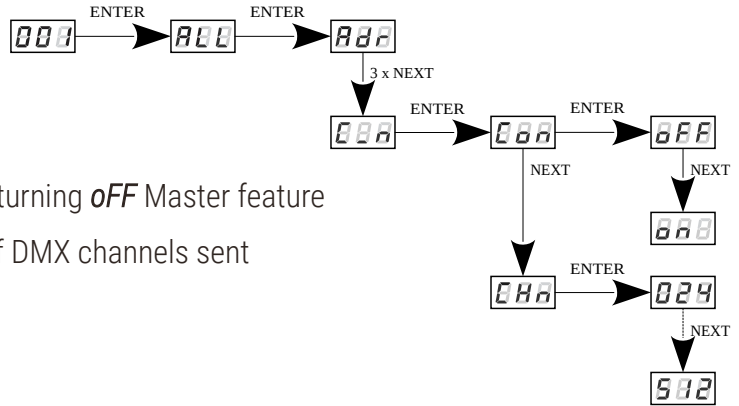 ENTER ENTER
001 ALL Adr
3 x NEXT
ENTER ENTER
C_n Con oFF
NEXT NEXT
turning oFF Master feature
on
f DMX channels sent
ENTER
CHn 024
NEXT
512